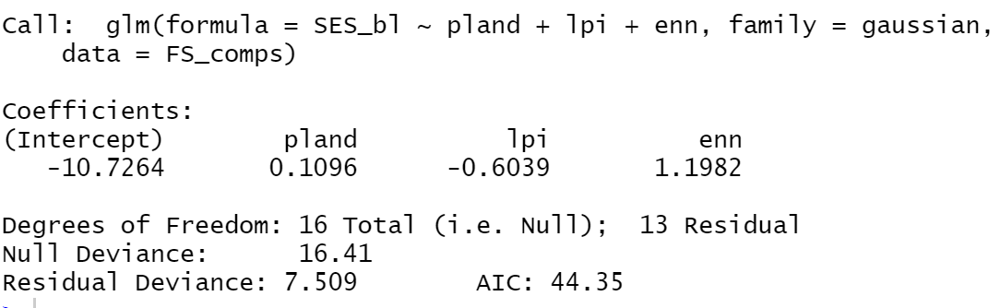 Call:  glm(formula = SES_bl ~ pland + lpi + enn, family = gaussian,
    data = FS_comps)
Coefficients:
(Intercept)        pland          lpi          enn
   -10.7264       0.1096      -0.6039       1.1982
Degrees of Freedom: 16 Total (i.e. Null);  13 Residual
Null Deviance:      16.41
Residual Deviance: 7.509        AIC: 44.35